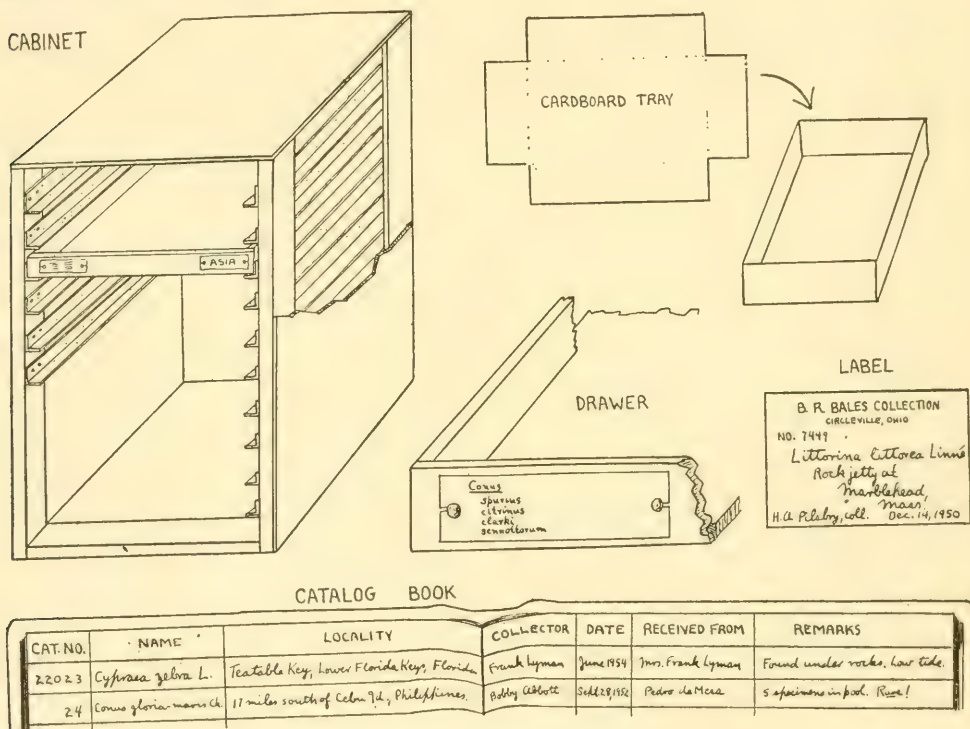 CABINET
CARDBOARD TRAY
ASIA
DRAWER
Conus
spurius
citrinus
clarki
sennottorum
LABEL
B. R. BALES COLLECTION
CIRCLEVILLE, OHIO
NO. 7449
Littorina littorea Linné
Rock jetty at
Marblehead,
Mass.
H.A. Pilsbry, coll. Dec. 14, 1950
CATALOG BOOK
CAT. NO. NAME LOCALITY COLLECTOR DATE RECEIVED FROM REMARKS
22023 Cypraea zebra L. Teatable Key, Lower Florida Keys, Florida Frank Lyman June 1954 Mrs. Frank Lyman Found under rocks. Low tide.
24 Conus gloria-maris Ch. 17 miles south of Cebu Id., Philippines. Bobby Abbott Sept. 28, 1952 Pedro de Mesa 5 specimens in pool. Rare!